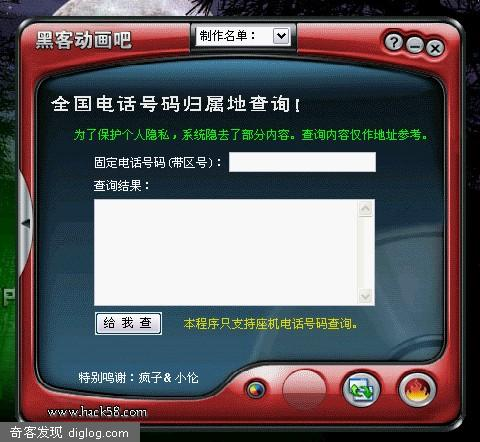 黑客动画吧
制作名单：
全国电话号码归属地查询!
为了保护个人隐私，系统隐去了部分内容。查询内容仅作地址参考。
固定电话号码(带区号)：
查询结果：
给 我 查
本程序只支持座机电话号码查询。
特别鸣谢：疯子& 小伦
www.hack58.com
奇客发现 diglog.com